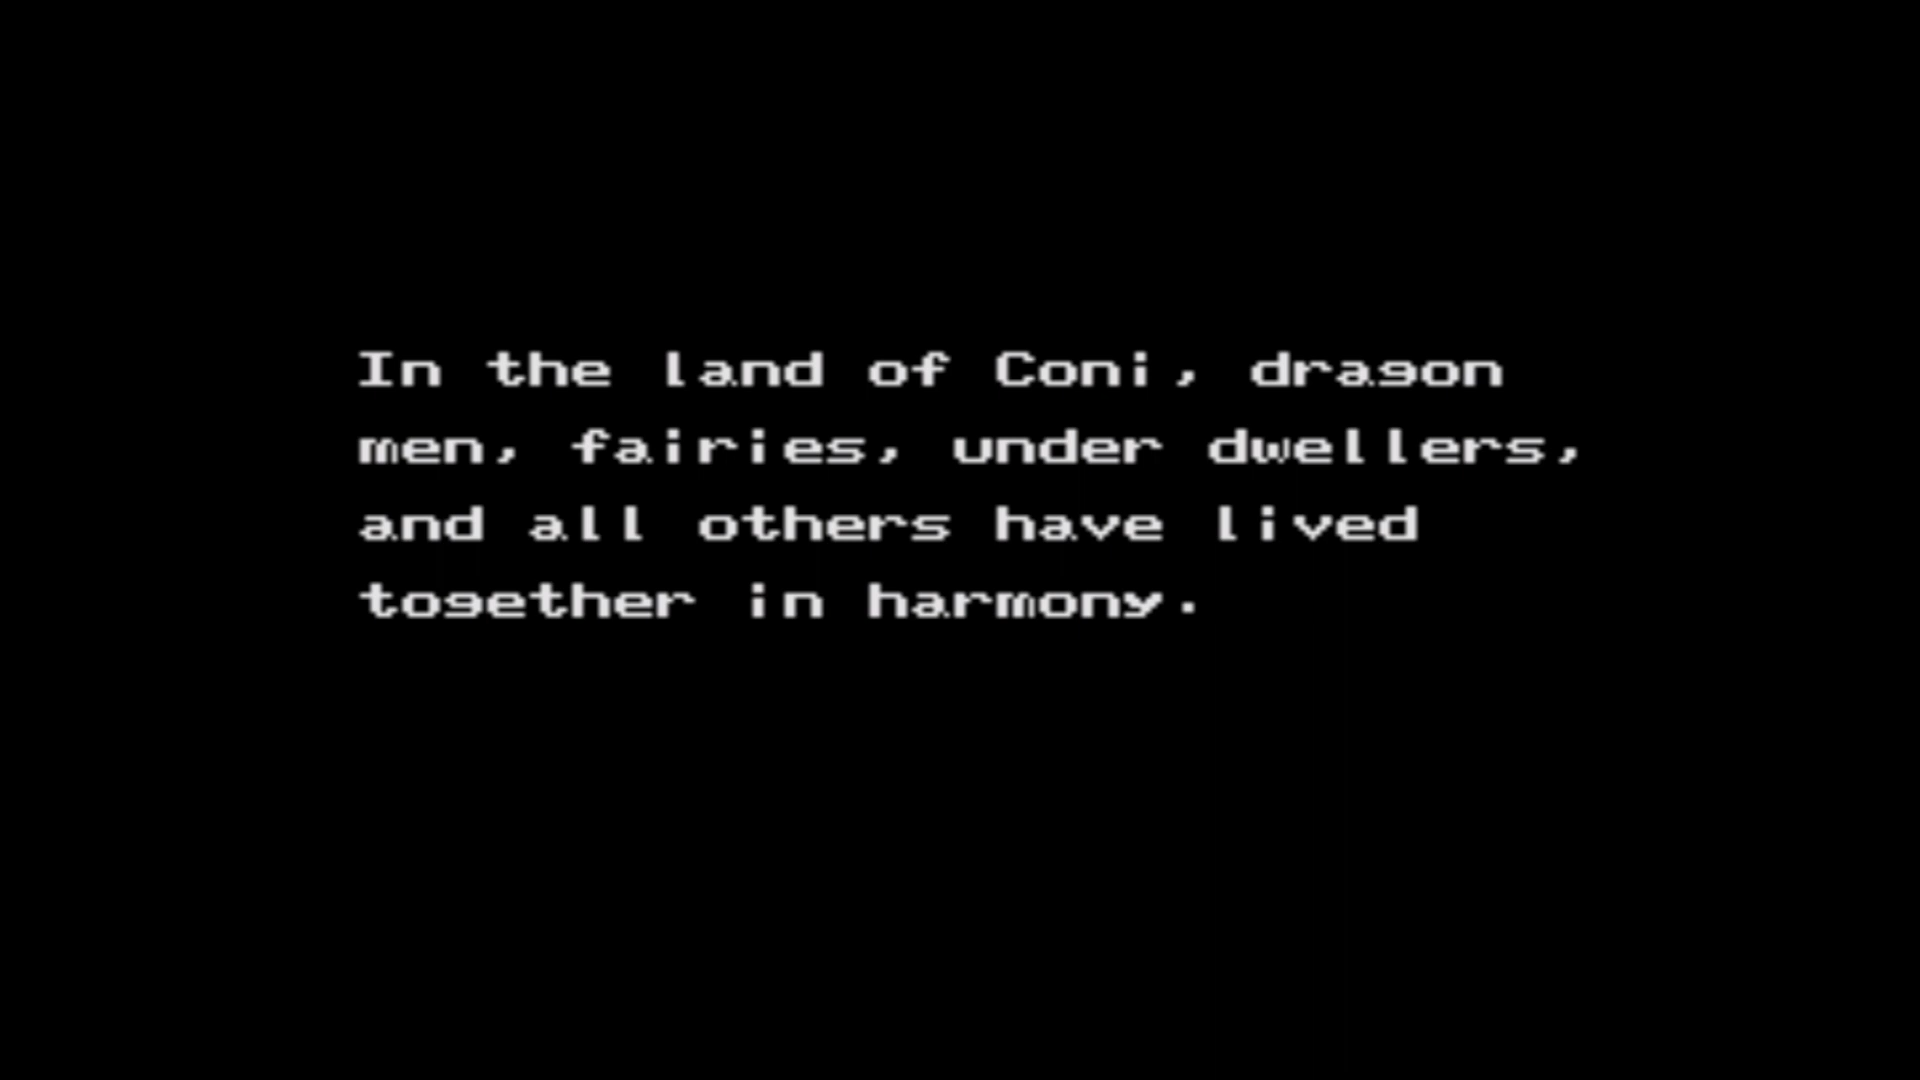 In the land of Coni, dragon
men, fairies, under dwellers,
and all others have lived
together in harmony.